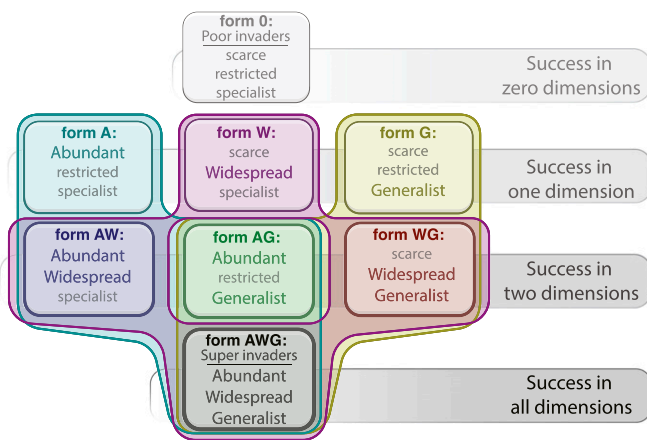 form 0:
Poor invaders
scarce
restricted
specialist
Success in
zero dimensions
form A:
Abundant
restricted
specialist
form W:
scarce
Widespread
specialist
form G:
scarce
restricted
Generalist
Success in
one dimension
form AW:
Abundant
Widespread
specialist
form AG:
Abundant
restricted
Generalist
form WG:
scarce
Widespread
Generalist
Success in
two dimensions
form AWG:
Super invaders
Abundant
Widespread
Generalist
Success in
all dimensions